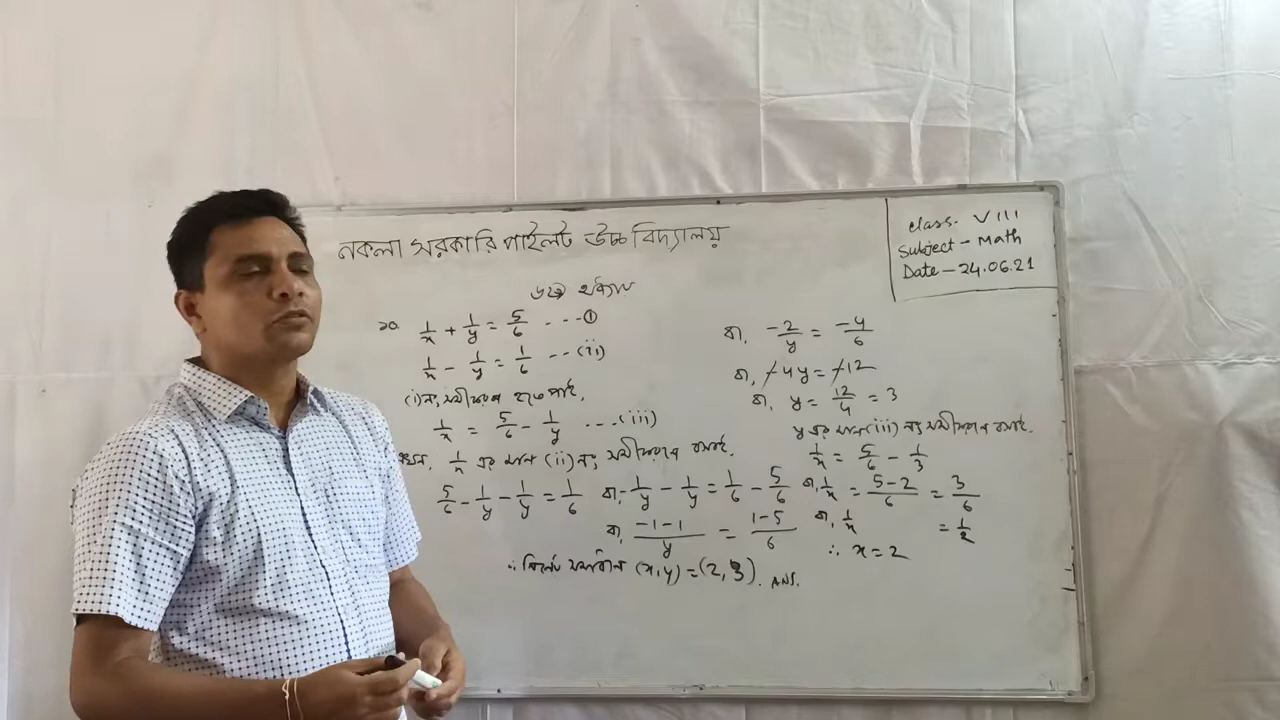 নকলা সরকারি পাইলট উচ্চ বিদ্যালয়
class. VIII
Subject - Math
Date - 24.06.21
৬ষ্ঠ অধ্যায়
১০. 1/x + 1/y = 5/6 ---(i)
1/x - 1/y = 1/6 --(ii)
(i) নং সমীকরণ হতে পাই,
1/x = 5/6 - 1/y ---(iii)
এখন, 1/x এর মান (ii) নং সমীকরণে বসাই,
5/6 - 1/y - 1/y = 1/6
বা, -1/y - 1/y = 1/6 - 5/6
বা, (-1-1)/y = (1-5)/6
বা, -2/y = -4/6
বা, -4y = -12
বা, y = 12/4 = 3
y এর মান (iii) নং সমীকরণে বসাই.
1/x = 5/6 - 1/3
বা, 1/x = (5-2)/6 = 3/6
বা, 1/x = 1/2
∴ x = 2
∴ নির্ণেয় সমাধান (x,y) = (2,3). ANS.